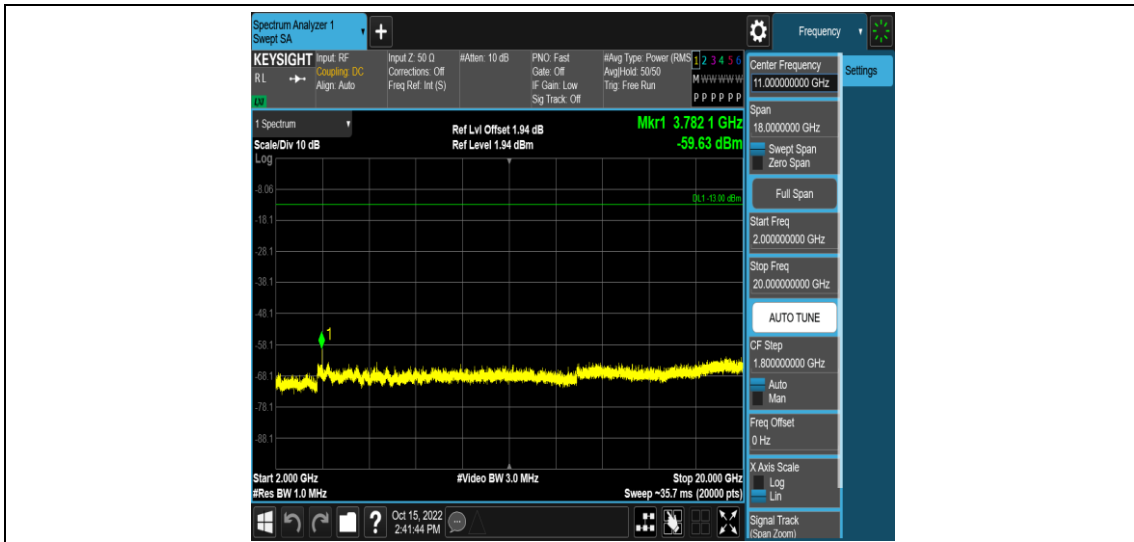 Spectrum Analyzer 1
Swept SA
+
Frequency
KEYSIGHT
RL
LXI
Input: RF
Coupling: DC
Align: Auto
Input Z: 50 Ω
Corrections: Off
Freq Ref: Int (S)
#Atten: 10 dB
PNO: Fast
Gate: Off
IF Gain: Low
Sig Track: Off
#Avg Type: Power (RMS
Avg|Hold: 50/50
Trig: Free Run
1 2 3 4 5 6
M W W W W W
P P P P P P
Center Frequency
11.000000000 GHz
Settings
Span
18.0000000 GHz
Swept Span
Zero Span
Full Span
Start Freq
2.000000000 GHz
Stop Freq
20.000000000 GHz
AUTO TUNE
CF Step
1.800000000 GHz
Auto
Man
Freq Offset
0 Hz
X Axis Scale
Log
Lin
Signal Track
(Span Zoom)
1 Spectrum
Scale/Div 10 dB
Log
Ref Lvl Offset 1.94 dB
Ref Level 1.94 dBm
Mkr1 3.782 1 GHz
-59.63 dBm
-8.06
DL1 -13.00 dBm
-18.1
-28.1
-38.1
-48.1
1
-58.1
-68.1
-78.1
-88.1
Start 2.000 GHz
#Res BW 1.0 MHz
#Video BW 3.0 MHz
Stop 20.000 GHz
Sweep ~35.7 ms (20000 pts)
?
Oct 15, 2022
2:41:44 PM